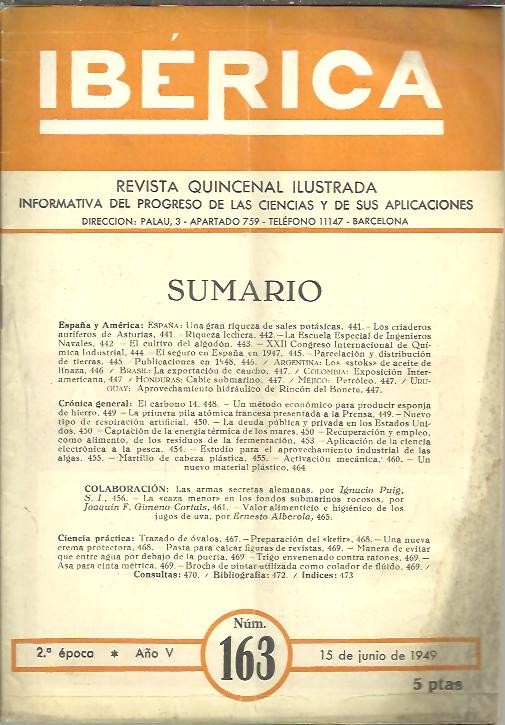 IBÉRICA
REVISTA QUINCENAL ILUSTRADA
INFORMATIVA DEL PROGRESO DE LAS CIENCIAS Y DE SUS APLICACIONES
DIRECCION: PALAU, 3 - APARTADO 759 - TELÉFONO 11147 - BARCELONA
SUMARIO
España y América: ESPAÑA: Una gran riqueza de sales potásicas, 441. - Los criaderos
auríferos de Asturias, 441. - Riqueza lechera, 442. - La Escuela Especial de Ingenieros
Navales, 442 - El cultivo del algodón, 443. - XXII Congreso Internacional de Quí-
mica Industrial, 444 - El seguro en España en 1947, 445. - Parcelación y distribución
de tierras, 445 - Publicaciones en 1948, 446. / ARGENTINA: Los «stoks» de aceite de
linaza, 446 / BRASIL: La exportación de caucho, 447. / COLOMBIA: Exposición Inter-
americana, 447 / HONDURAS: Cable submarino, 447. / MÉJICO: Petróleo, 447. / URU-
GUAY: Aprovechamiento hidráulico de Rincón del Bonete, 447.
Crónica general: El carbono 14, 448. - Un método económico para producir esponja
de hierro, 449 - La primera pila atómica francesa presentada a la Prensa, 449. - Nuevo
tipo de respiración artificial, 450. - La deuda pública y privada en los Estados Uni-
dos, 450 - Captación de la energía térmica de los mares, 450 - Recuperación y empleo,
como alimento, de los residuos de la fermentación, 453 - Aplicación de la ciencia
electrónica a la pesca, 454. - Estudio para el aprovechamiento industrial de las
algas, 455. - Martillo de cabeza plástica, 455. - Activación mecánica, 460. - Un
nuevo material plástico, 464
COLABORACIÓN: Las armas secretas alemanas, por Ignacio Puig,
S. I., 456. - La «caza menor» en los fondos submarinos rocosos, por
Joaquín F. Gimeno Cortals, 461. - Valor alimenticio e higiénico de los
jugos de uva, por Ernesto Alberola, 465.
Ciencia práctica: Trazado de óvalos, 467. - Preparación del «kefir», 468. - Una nueva
crema protectora, 468. - Pasta para calcar figuras de revistas, 469. - Manera de evitar
que entre agua por debajo de la puerta, 469 - Trigo envenenado contra ratones, 469. -
Asa para cinta métrica, 469. - Brocha de pintar utilizada como colador de flúido, 469. /
Consultas: 470. / Bibliografía: 472. / Indices: 473
Núm.
2.ª época * Año V 163 15 de junio de 1949
5 ptas